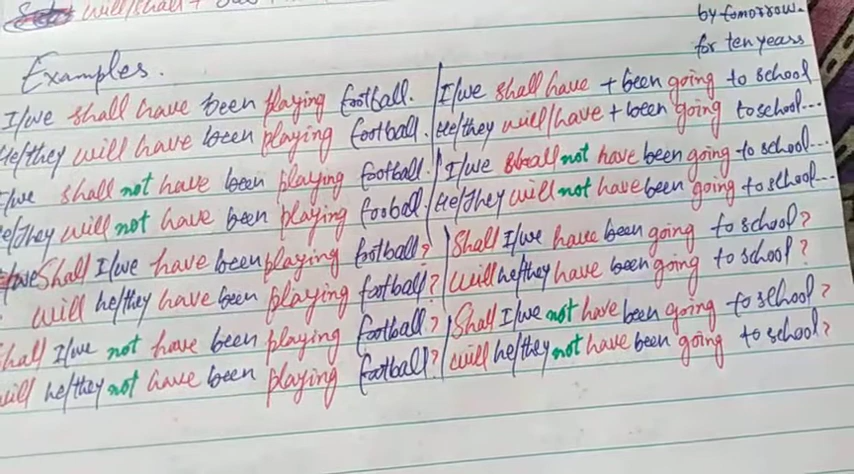 will/shall +
by tomorrow.
for ten years
Examples.
I/we shall have been playing football.
He/they will have been playing football.
I/we shall not have been playing football.
He/they will not have been playing fooball.
Shall I/we have been playing football?
will he/they have been playing football?
Shall I/we not have been playing football?
will he/they not have been playing football?
I/we shall have + been going to school
He/they will/have + been going to school...
I/we shall not have been going to school...
He/they will not have been going to school...
Shall I/we have been going to school?
Will he/they have been going to school?
Shall I/we not have been going to school?
will he/they not have been going to school?